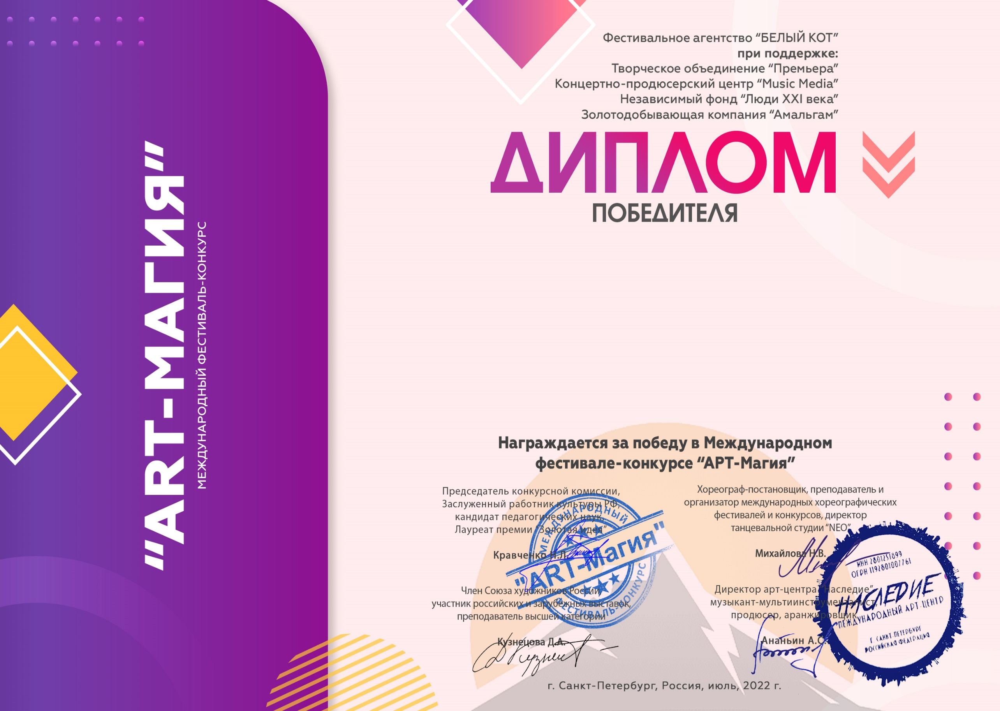 “ART-МАГИЯ”
МЕЖДУНАРОДНЫЙ ФЕСТИВАЛЬ-КОНКУРС
Фестивальное агентство “БЕЛЫЙ КОТ”
при поддержке:
Творческое объединение “Премьера”
Концертно-продюсерский центр “Music Media”
Независимый фонд “Люди XXI века”
Золотодобывающая компания “Амальгам”
ДИПЛОМ
ПОБЕДИТЕЛЯ
Награждается за победу в Международном
фестивале-конкурсе “АРТ-Магия”
Председатель конкурсной комиссии,
Заслуженный работник культуры РФ,
кандидат педагогических наук,
Лауреат премии “Золотая идея”
Кравченко Н.Л.
Хореограф-постановщик, преподаватель и
организатор международных хореографических
фестивалей и конкурсов, директор
танцевальной студии “NEO”
Михайлова Н.В.
Член Союза художников России,
участник российских и зарубежных выставок,
преподаватель высшей категории
Кузнецова Д.А.
Директор арт-центра “Наследие”,
музыкант-мультиинструменталист,
продюсер, аранжировщик
Ананьин А.С.
МЕЖДУНАРОДНЫЙ
"ART-Магия"
ФЕСТИВАЛЬ-КОНКУРС
ИНН 2801251899
ОГРН 1192801007761
НАСЛЕДИЕ
МЕЖДУНАРОДНЫЙ АРТ-ЦЕНТР
Г. САНКТ-ПЕТЕРБУРГ
РОССИЙСКАЯ ФЕДЕРАЦИЯ
г. Санкт-Петербург, Россия, июль, 2022 г.